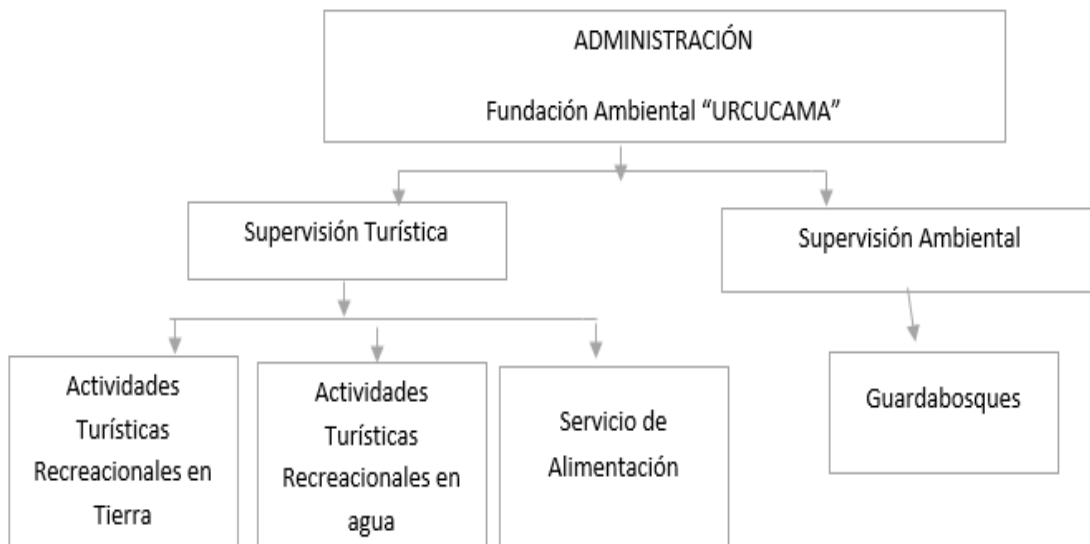 ADMINISTRACIÓN
Fundación Ambiental “URCUCAMA”
Supervisión Turística
Supervisión Ambiental
Actividades
Turísticas
Recreacionales en
Tierra
Actividades
Turísticas
Recreacionales en
agua
Servicio de
Alimentación
Guardabosques